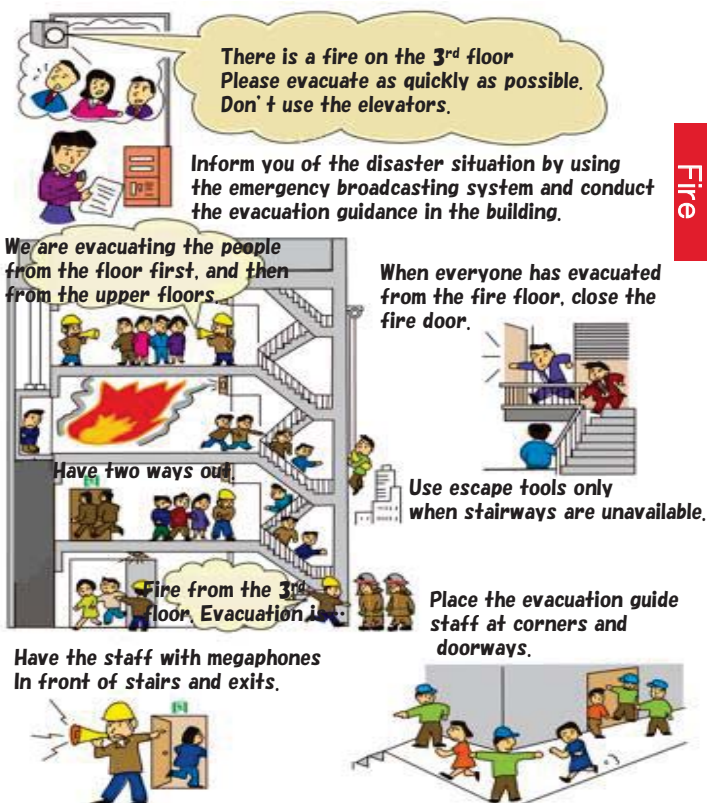 There is a fire on the 3rd floor
Please evacuate as quickly as possible.
Don't use the elevators.
Inform you of the disaster situation by using
the emergency broadcasting system and conduct
the evacuation guidance in the building.
Fire
We are evacuating the people
from the floor first, and then
from the upper floors.
When everyone has evacuated
from the fire floor, close the
fire door.
Have two ways out.
Use escape tools only
when stairways are unavailable.
Fire from the 3rd
floor. Evacuation is…
Place the evacuation guide
staff at corners and
doorways.
Have the staff with megaphones
In front of stairs and exits.